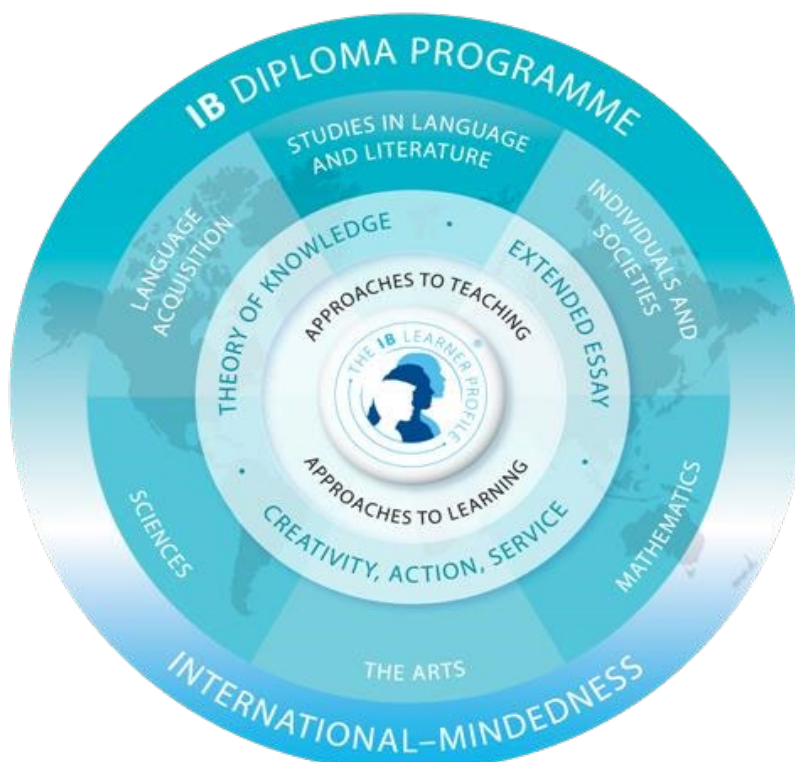 IB DIPLOMA PROGRAMME
STUDIES IN LANGUAGE
AND LITERATURE
LANGUAGE
ACQUISITION
INDIVIDUALS AND
SOCIETIES
THEORY OF KNOWLEDGE
•
EXTENDED ESSAY
•
CREATIVITY, ACTION, SERVICE
•
APPROACHES TO TEACHING
• THE IB LEARNER PROFILE •
®
APPROACHES TO LEARNING
SCIENCES
MATHEMATICS
THE ARTS
INTERNATIONAL–MINDEDNESS